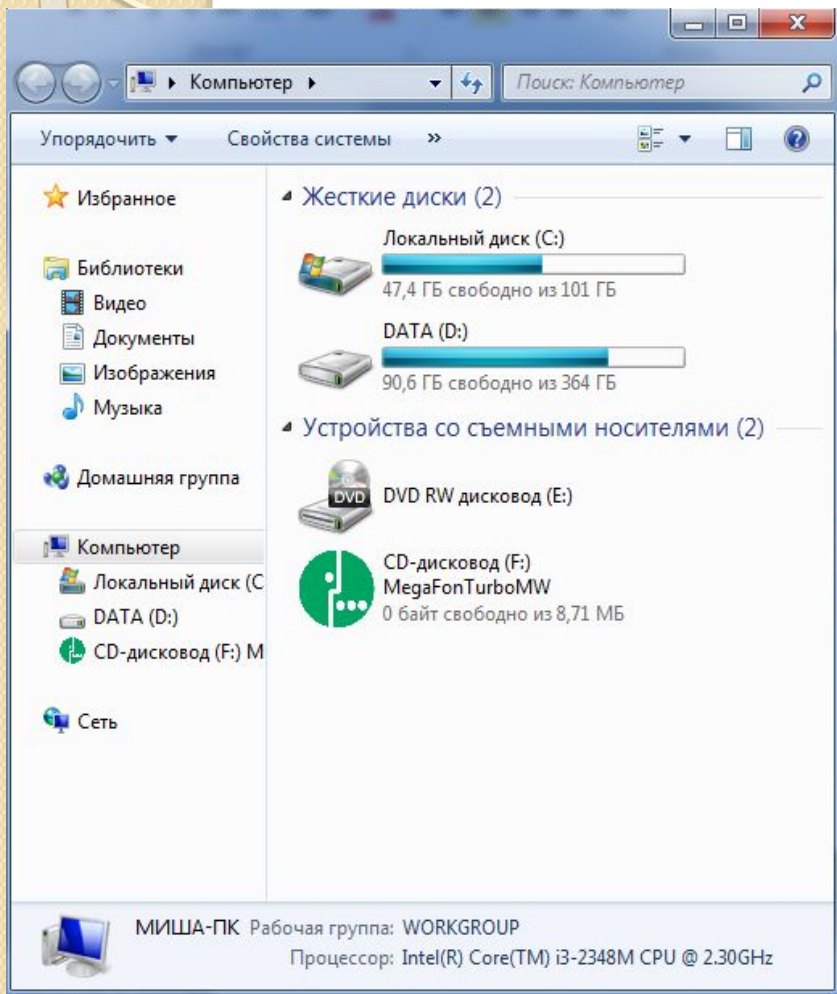 Компьютер
Поиск: Компьютер
Упорядочить
Свойства системы
»
Избранное
Библиотеки
Видео
Документы
Изображения
Музыка
Домашняя группа
Компьютер
Локальный диск (C
DATA (D:)
CD-дисковод (F:) M
Сеть
Жесткие диски (2)
Локальный диск (C:)
47,4 ГБ свободно из 101 ГБ
DATA (D:)
90,6 ГБ свободно из 364 ГБ
Устройства со съемными носителями (2)
DVD
DVD RW дисковод (E:)
CD-дисковод (F:)
MegaFonTurboMW
0 байт свободно из 8,71 МБ
МИША-ПК Рабочая группа: WORKGROUP
Процессор: Intel(R) Core(TM) i3-2348M CPU @ 2.30GHz